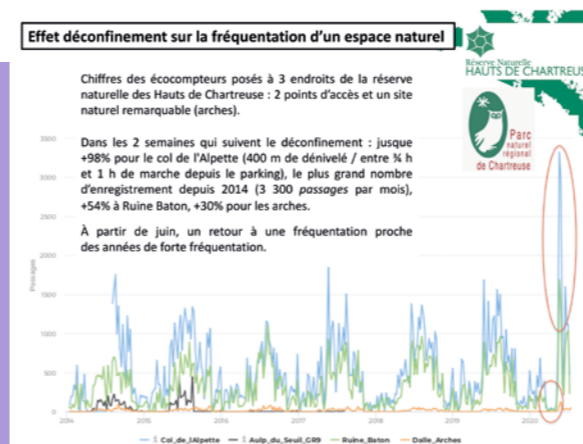 Effet déconfinement sur la fréquentation d'un espace naturel
Réserve Naturelle
HAUTS DE CHARTREUSE
Parc
naturel
régional
de Chartreuse
Chiffres des écocompteurs posés à 3 endroits de la réserve
naturelle des Hauts de Chartreuse : 2 points d'accès et un site
naturel remarquable (arches).
Dans les 2 semaines qui suivent le déconfinement : jusque
+98% pour le col de l'Alpette (400 m de dénivelé / entre ¾ h
et 1 h de marche depuis le parking), le plus grand nombre
d'enregistrement depuis 2014 (3 300 passages par mois),
+54% à Ruine Baton, +30% pour les arches.
À partir de juin, un retour à une fréquentation proche
des années de forte fréquentation.
Passages
3500
3000
2500
2000
1500
1000
500
0
2014 2015 2016 2017 2018 2019 2020
Col_de_lAlpette Aulp_du_Seuil_GR9 Ruine_Baton Dalle_Arches